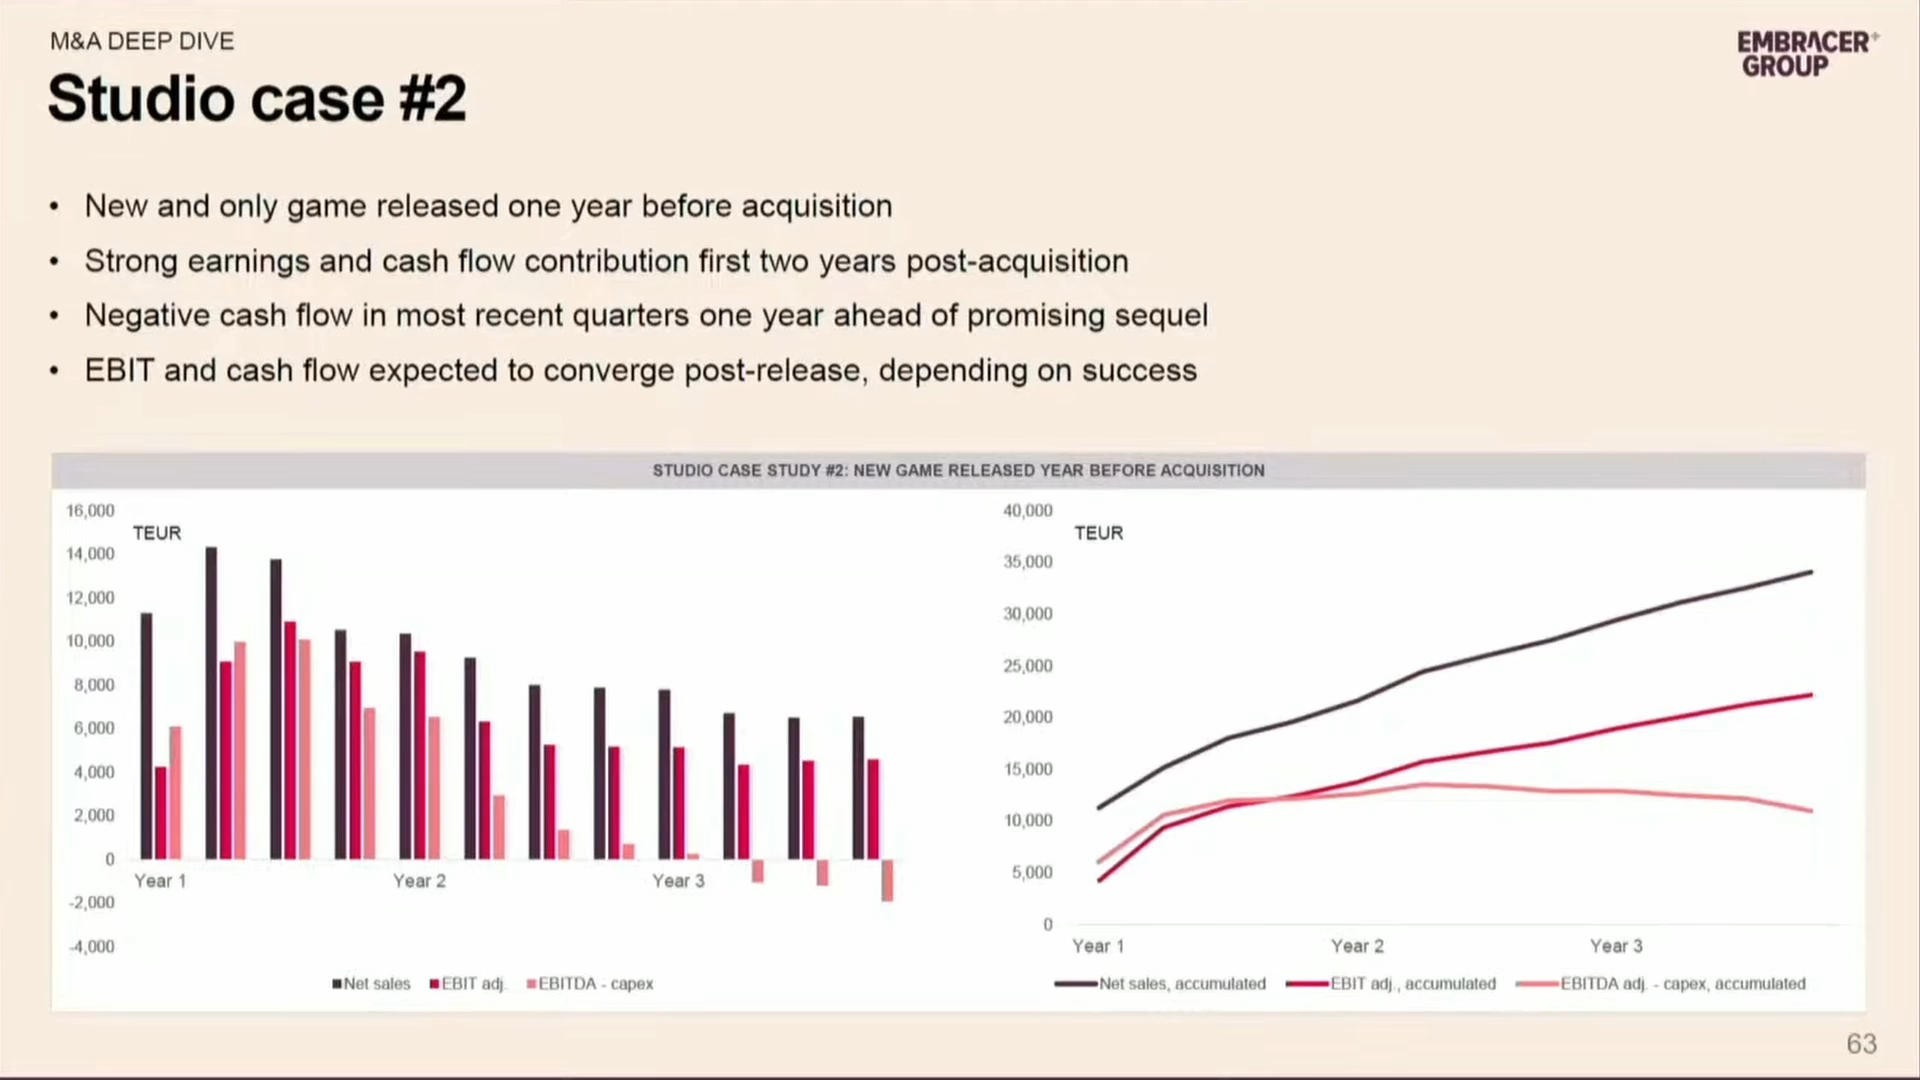 M&A DEEP DIVE
EMBRACER+
GROUP
Studio case #2
• New and only game released one year before acquisition
• Strong earnings and cash flow contribution first two years post-acquisition
• Negative cash flow in most recent quarters one year ahead of promising sequel
• EBIT and cash flow expected to converge post-release, depending on success
STUDIO CASE STUDY #2: NEW GAME RELEASED YEAR BEFORE ACQUISITION
16,000
TEUR
14,000
12,000
10,000
8,000
6,000
4,000
2,000
0
Year 1 Year 2 Year 3
-2,000
-4,000
Net sales EBIT adj. EBITDA - capex
40,000
TEUR
35,000
30,000
25,000
20,000
15,000
10,000
5,000
0
Year 1 Year 2 Year 3
Net sales, accumulated EBIT adj., accumulated EBITDA adj. - capex, accumulated
63